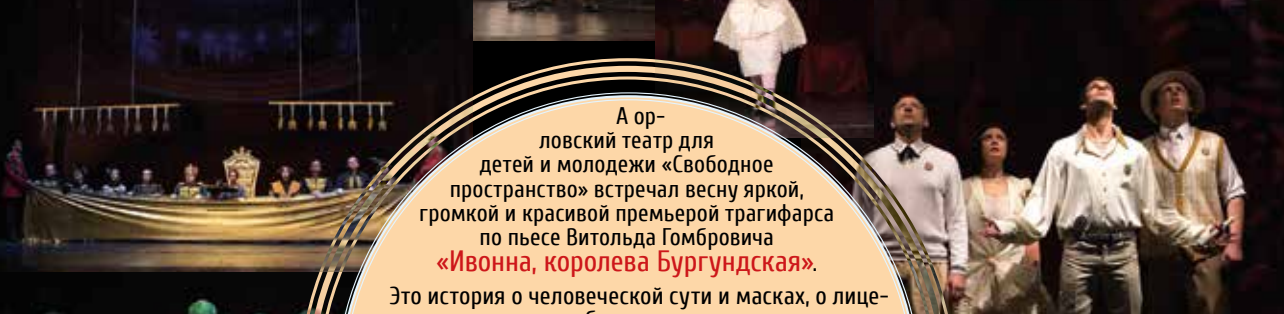 А ор-
ловский театр для
детей и молодежи «Свободное
пространство» встречал весну яркой,
громкой и красивой премьерой трагифарса
по пьесе Витольда Гомбровича
«Ивонна, королева Бургундская».
Это история о человеческой сути и масках, о лице-